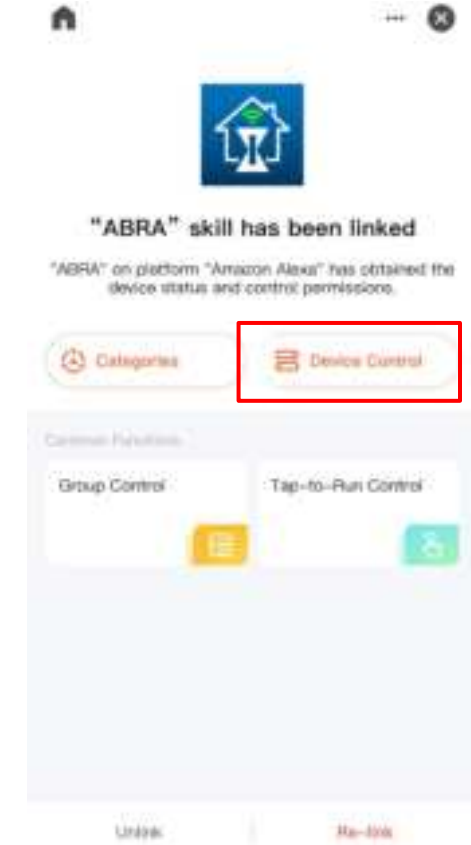 "ABRA" skill has been linked
"ABRA" on platform "Amazon Alexa" has obtained the
device status and control permissions.
Categories
Device Control
Common Functions
Group Control
Tap-to-Run Control
Unlink
Re-link